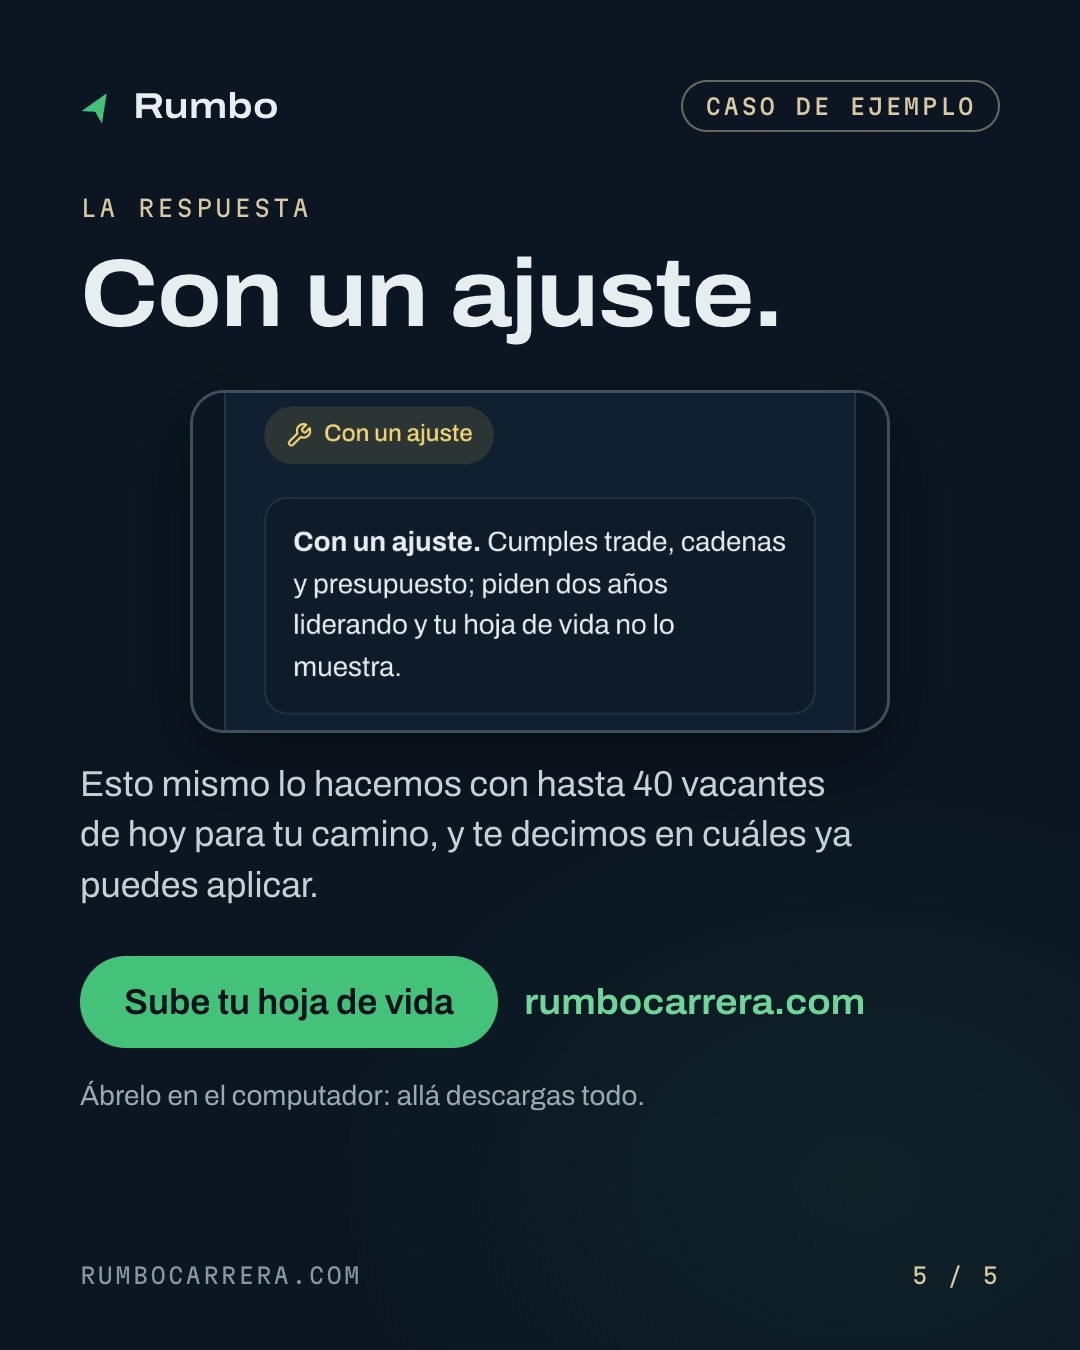 Rumbo
CASO DE EJEMPLO
LA RESPUESTA
Con un ajuste.
Con un ajuste
Con un ajuste. Cumples trade, cadenas
y presupuesto; piden dos años
liderando y tu hoja de vida no lo
muestra.
Esto mismo lo hacemos con hasta 40 vacantes
de hoy para tu camino, y te decimos en cuáles ya
puedes aplicar.
Sube tu hoja de vida
rumbocarrera.com
Ábrelo en el computador: allá descargas todo.
RUMBOCARRERA.COM
5 / 5